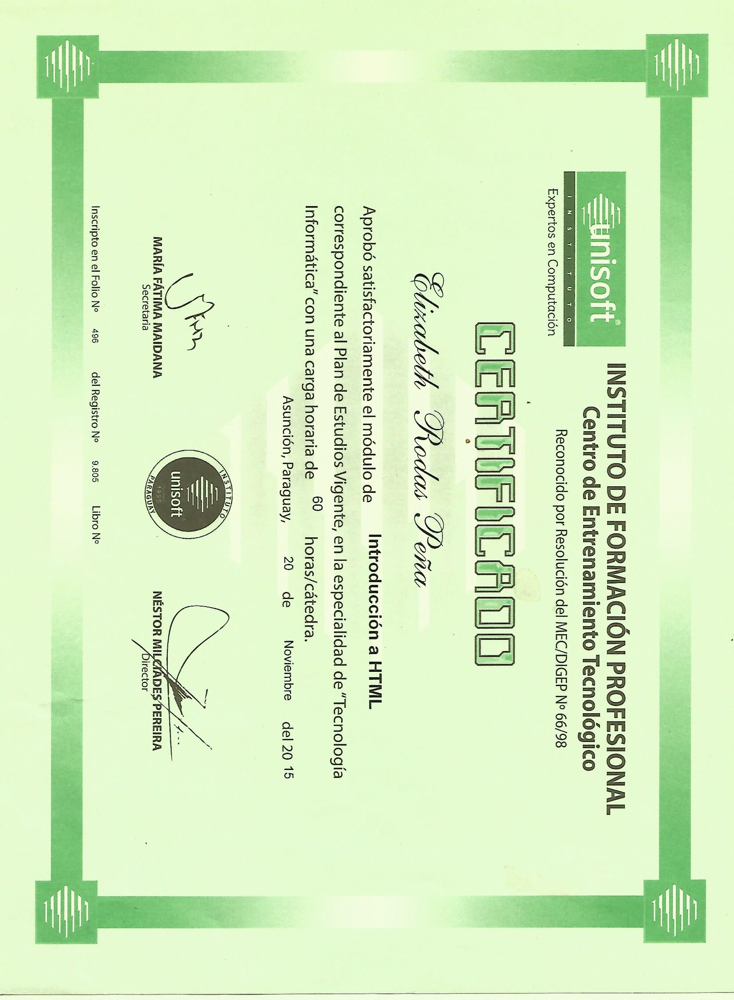 unisoft®
INSTITUTO
Expertos en Computación
INSTITUTO DE FORMACIÓN PROFESIONAL
Centro de Entrenamiento Tecnológico
Reconocido por Resolución del MEC/DIGEP Nº 66/98
CERTIFICADO
Elizabeth Rodas Peña
Aprobó satisfactoriamente el módulo de Introducción a HTML
correspondiente al Plan de Estudios Vigente, en la especialidad de "Tecnología
Informática" con una carga horaria de 60 horas/cátedra.
Asunción, Paraguay, 20 de Noviembre del 20 15
MARÍA FÁTIMA MAIDANA
Secretaria
INSTITUTO
unisoft
1995
PARAGUAY
NÉSTOR MILCÍADES PEREIRA
Director
Inscripto en el Folio Nº 496 del Registro Nº 9.805 Libro Nº